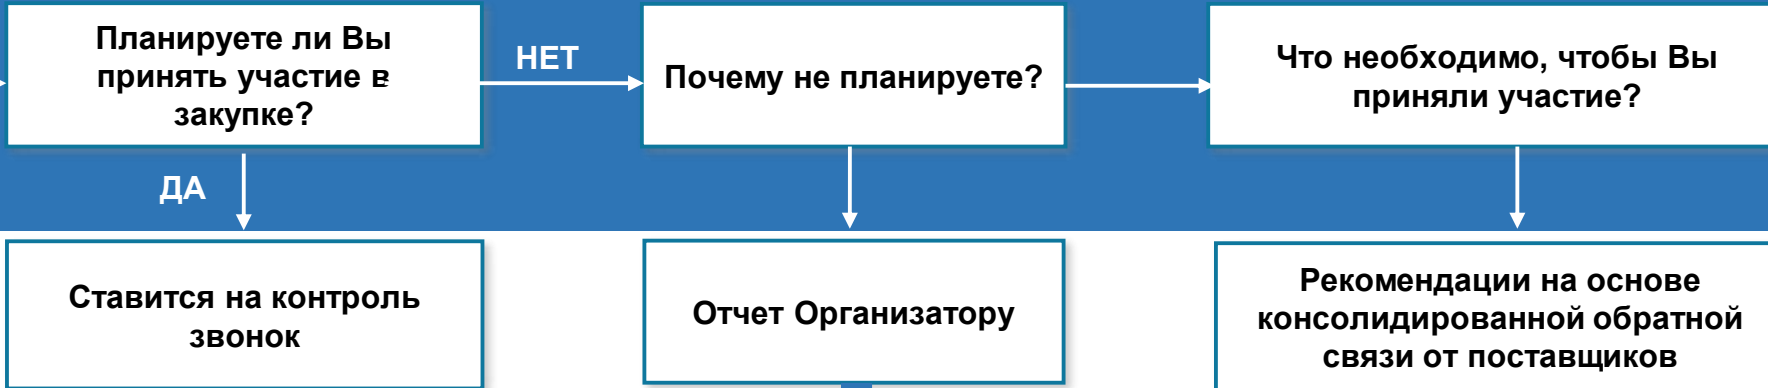 Планируете ли Вы
принять участие в
закупке?
НЕТ
Почему не планируете?
Что необходимо, чтобы Вы
приняли участие?
ДА
Ставится на контроль
звонок
Отчет Организатору
Рекомендации на основе
консолидированной обратной
связи от поставщиков